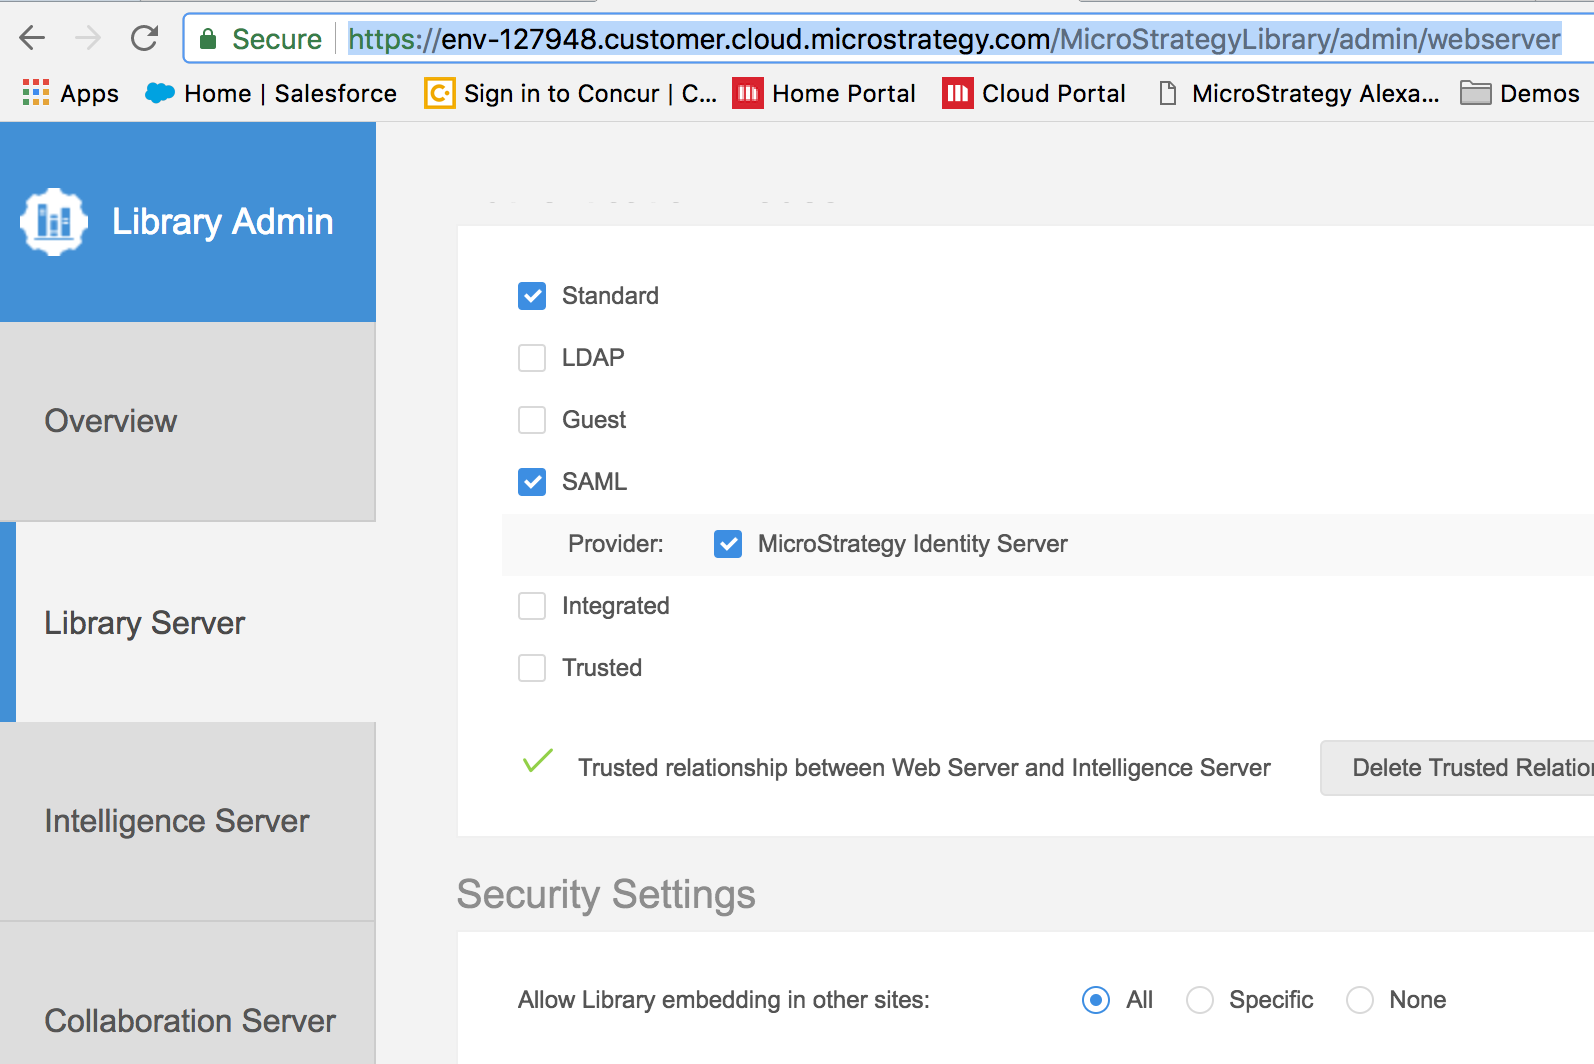 Secure https://env-127948.customer.cloud.microstrategy.com/MicroStrategyLibrary/admin/webserver
Apps Home | Salesforce Sign in to Concur | C... Home Portal Cloud Portal MicroStrategy Alexa... Demos
Library Admin
Overview
Library Server
Intelligence Server
Collaboration Server
Standard
LDAP
Guest
SAML
Provider: MicroStrategy Identity Server
Integrated
Trusted
Trusted relationship between Web Server and Intelligence Server Delete Trusted
Security Settings
Allow Library embedding in other sites: All Specific None